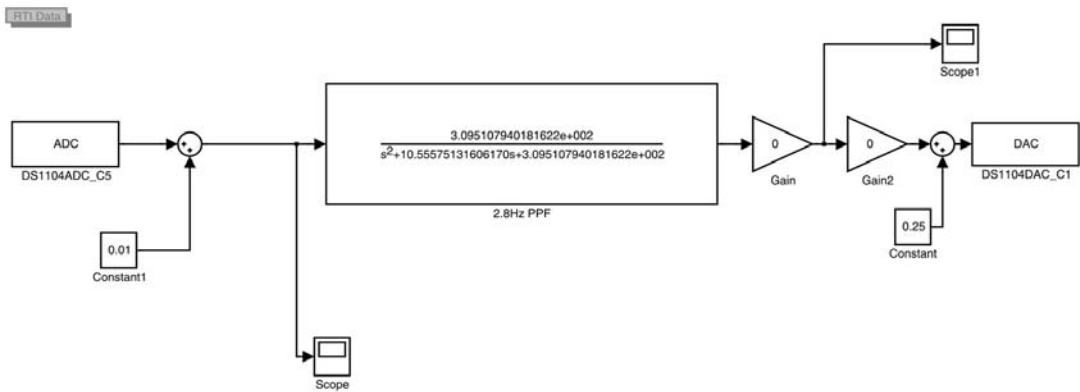 RTI Data
Scope1
3.095107940181622e+002
ADC
0
0
DAC
s2+10.55575131606170s+3.095107940181622e+002
DS1104ADC_C5
Gain
Gain2
DS1104DAC_C1
2.8Hz PPF
0.25
0.01
Constant
Constant1
Scope